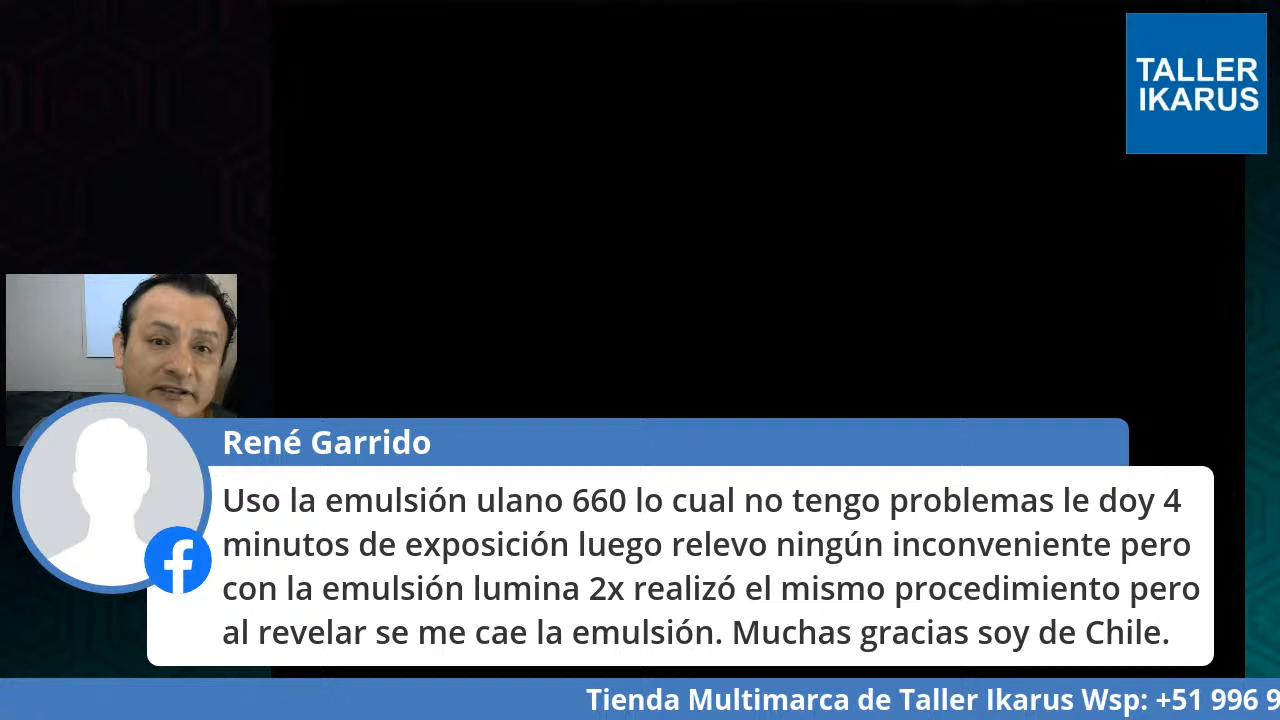 TALLER
IKARUS
René Garrido
Uso la emulsión ulano 660 lo cual no tengo problemas le doy 4
minutos de exposición luego relevo ningún inconveniente pero
con la emulsión lumina 2x realizó el mismo procedimiento pero
al revelar se me cae la emulsión. Muchas gracias soy de Chile.
Tienda Multimarca de Taller Ikarus Wsp: +51 996 9